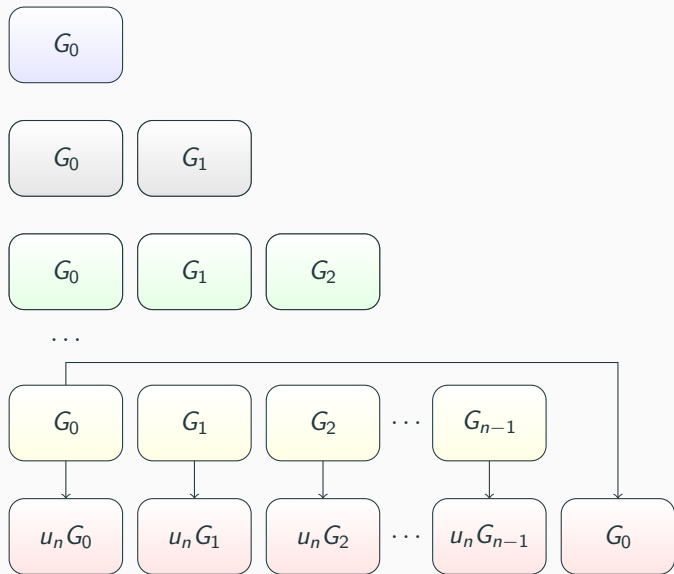 G₀
G₀ G₁
G₀ G₁ G₂
...
G₀ G₁ G₂ ... Gₙ₋₁
uₙG₀ uₙG₁ uₙG₂ ... uₙGₙ₋₁ G₀